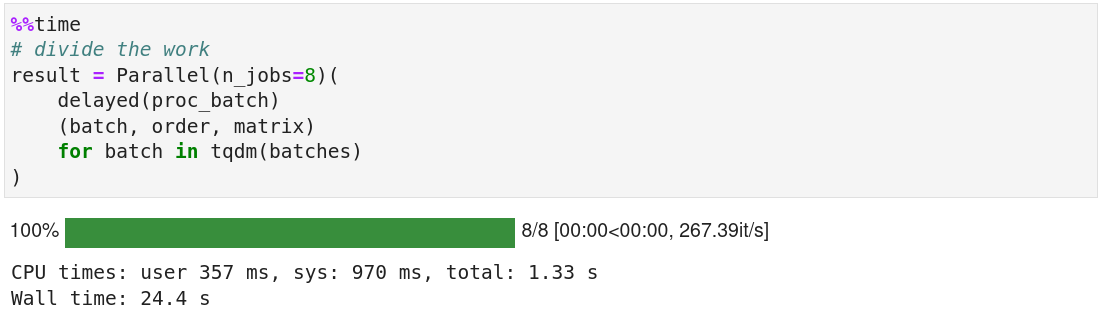 %%time
# divide the work
result = Parallel(n_jobs=8)(
    delayed(proc_batch)
    (batch, order, matrix)
    for batch in tqdm(batches)
)
100% 8/8 [00:00<00:00, 267.39it/s]
CPU times: user 357 ms, sys: 970 ms, total: 1.33 s
Wall time: 24.4 s